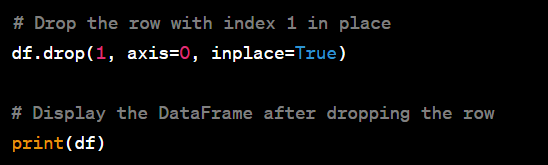 # Drop the row with index 1 in place
df.drop(1, axis=0, inplace=True)
# Display the DataFrame after dropping the row
print(df)